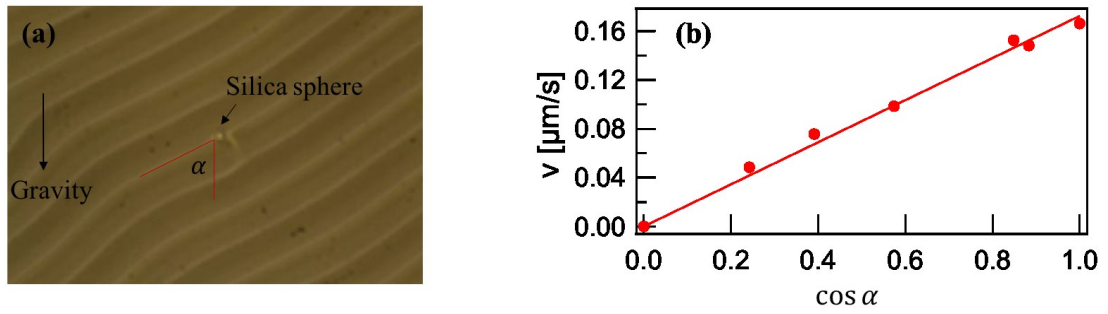 (a)
Silica sphere
α
Gravity
(b)
v [μm/s]
0.16
0.12
0.08
0.04
0.00
0.0 0.2 0.4 0.6 0.8 1.0
cos α